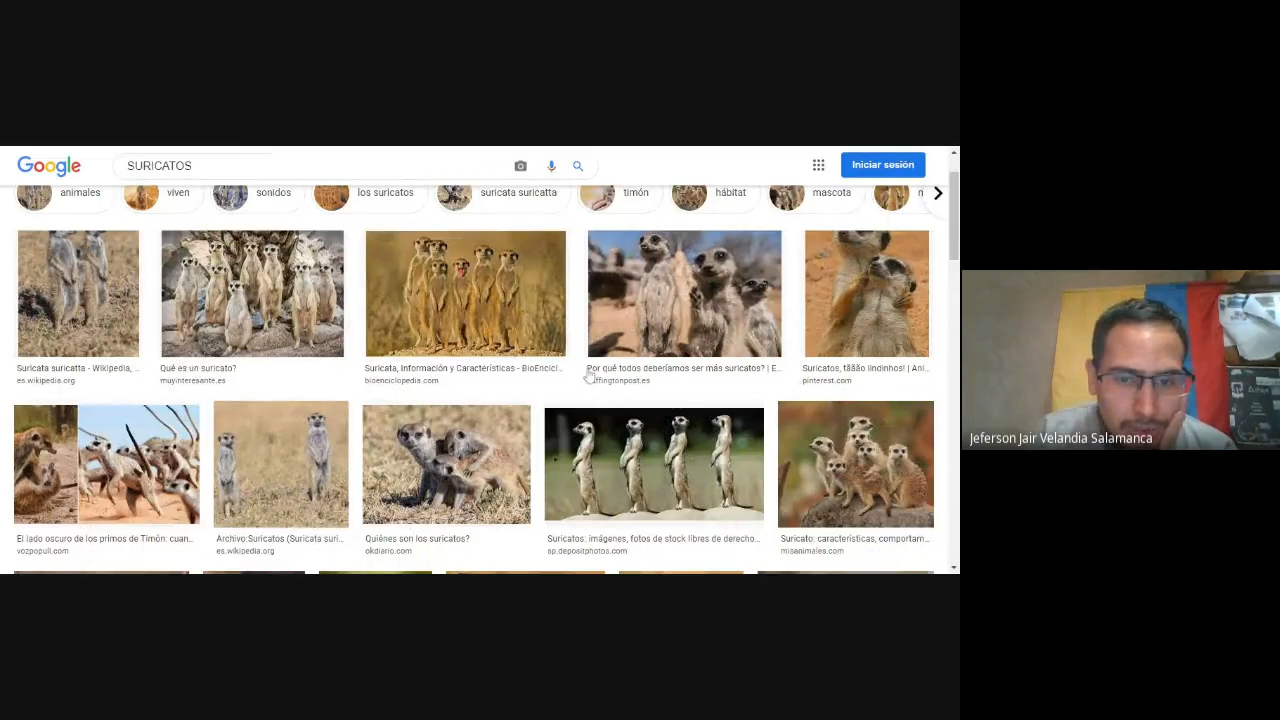 Google
SURICATOS
Iniciar sesión
animales
viven
sonidos
los suricatos
suricata suricatta
timón
hábitat
mascota
Suricata suricatta - Wikipedia, ...
es.wikipedia.org
Qué es un suricato?
muyinteresante.es
Suricata, Información y Características - BioEncicl...
bioenciclopedia.com
Por qué todos deberíamos ser más suricatos? | E...
huffingtonpost.es
Suricatos, tãããо lindinhos! | Ani...
pinterest.com
El lado oscuro de los primos de Timón: cuan...
vozpopuli.com
Archivo:Suricatos (Suricata suri...
es.wikipedia.org
Quiénes son los suricatos?
okdiario.com
Suricatos: imágenes, fotos de stock libres de derecho...
sp.depositphotos.com
Suricato: características, comportam...
misanimales.com
Jeferson Jair Velandia Salamanca